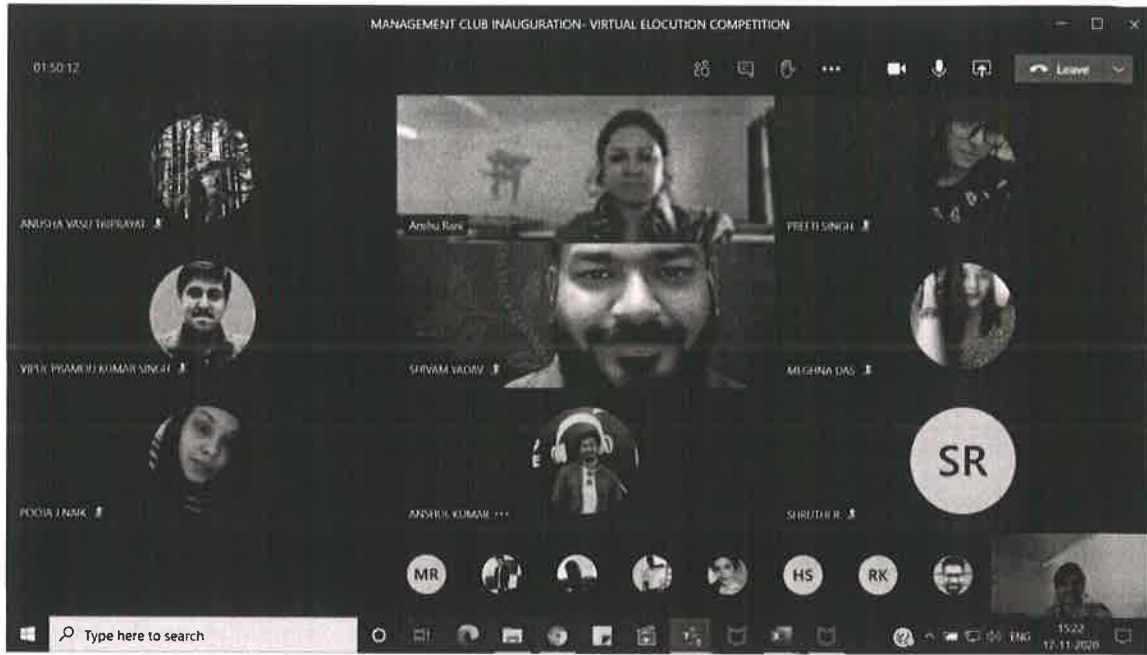 MANAGEMENT CLUB INAUGURATION- VIRTUAL ELOCUTION COMPETITION
01:50:12
Leave
ANUSHA VASU THIPRAYAT
Anshu Rani
PREETI SINGH
VIPUL PRAMOD KUMAR SINGH
SHIVAM YADAV
MEGHNA DAS
SR
POOJA J NAIK
ANSHUL KUMAR
SHRUTHI R
MR
HS
RK
Type here to search
ENG
15:22
17-11-2020